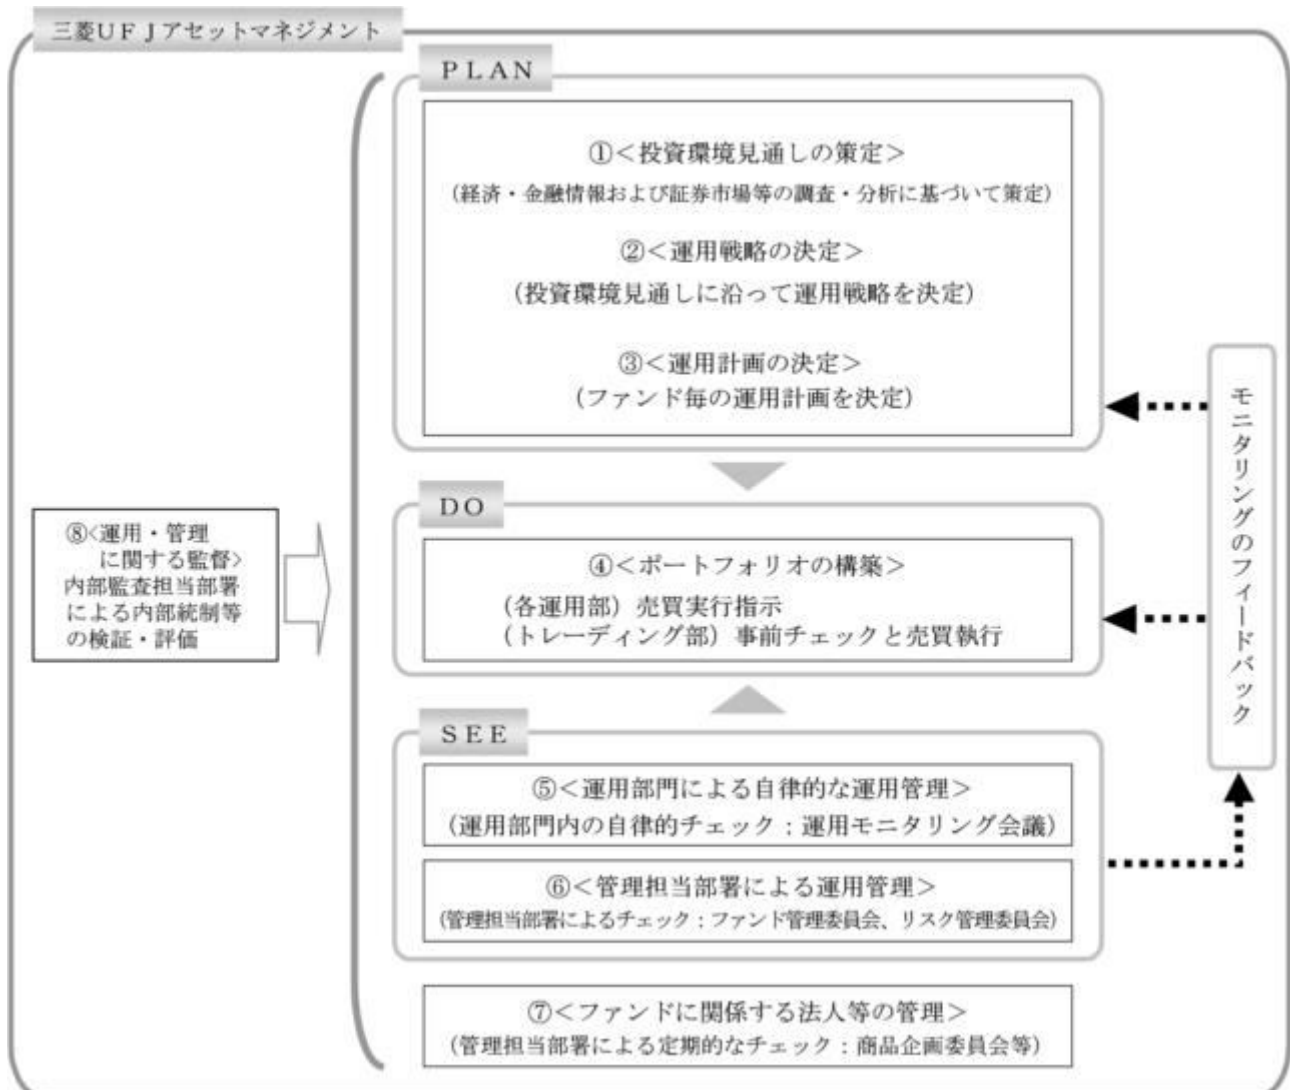 三菱UFJアセットマネジメント
PLAN
①<投資環境見通しの策定>
(経済・金融情報および証券市場等の調査・分析に基づいて策定)
②<運用戦略の決定>
(投資環境見通しに沿って運用戦略を決定)
③<運用計画の決定>
(ファンド毎の運用計画を決定)
DO
④<ポートフォリオの構築>
(各運用部)売買実行指示
(トレーディング部)事前チェックと売買執行
SEE
⑤<運用部門による自律的な運用管理>
(運用部門内の自律的チェック:運用モニタリング会議)
⑥<管理担当部署による運用管理>
(管理担当部署によるチェック:ファンド管理委員会、リスク管理委員会)
⑦<ファンドに関係する法人等の管理>
(管理担当部署による定期的なチェック:商品企画委員会等)
⑧<運用・管理
に関する監督>
内部監査担当部署
による内部統制等
の検証・評価
モニタリングのフィードバック